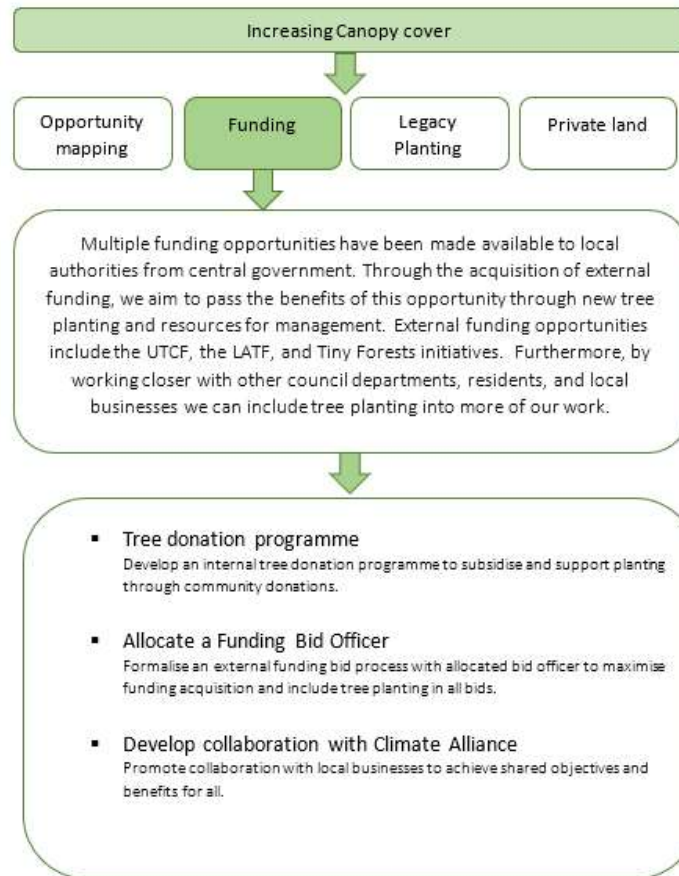 Increasing Canopy cover
Opportunity mapping
Funding
Legacy Planting
Private land
Multiple funding opportunities have been made available to local
authorities from central government. Through the acquisition of external
funding, we aim to pass the benefits of this opportunity through new tree
planting and resources for management. External funding opportunities
include the UTCF, the LATF, and Tiny Forests initiatives. Furthermore, by
working closer with other council departments, residents, and local
businesses we can include tree planting into more of our work.
▪ Tree donation programme
Develop an internal tree donation programme to subsidise and support planting
through community donations.
▪ Allocate a Funding Bid Officer
Formalise an external funding bid process with allocated bid officer to maximise
funding acquisition and include tree planting in all bids.
▪ Develop collaboration with Climate Alliance
Promote collaboration with local businesses to achieve shared objectives and
benefits for all.